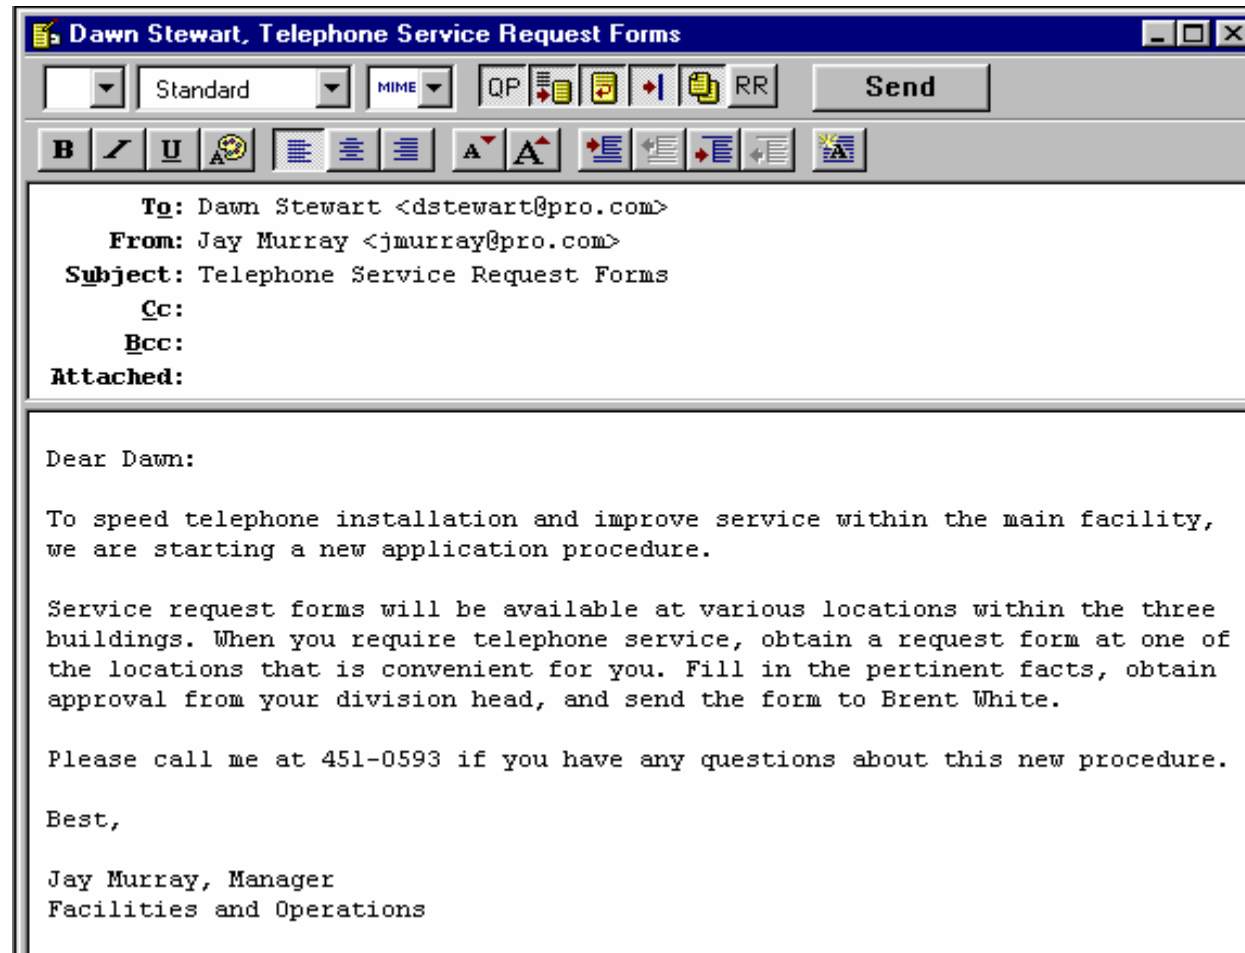 Dawn Stewart, Telephone Service Request Forms
Standard MIME QP RR Send
B I U A A A A
To: Dawn Stewart <dstewart@pro.com>
From: Jay Murray <jmurray@pro.com>
Subject: Telephone Service Request Forms
Cc:
Bcc:
Attached:
Dear Dawn:
To speed telephone installation and improve service within the main facility,
we are starting a new application procedure.
Service request forms will be available at various locations within the three
buildings. When you require telephone service, obtain a request form at one of
the locations that is convenient for you. Fill in the pertinent facts, obtain
approval from your division head, and send the form to Brent White.
Please call me at 451-0593 if you have any questions about this new procedure.
Best,
Jay Murray, Manager
Facilities and Operations